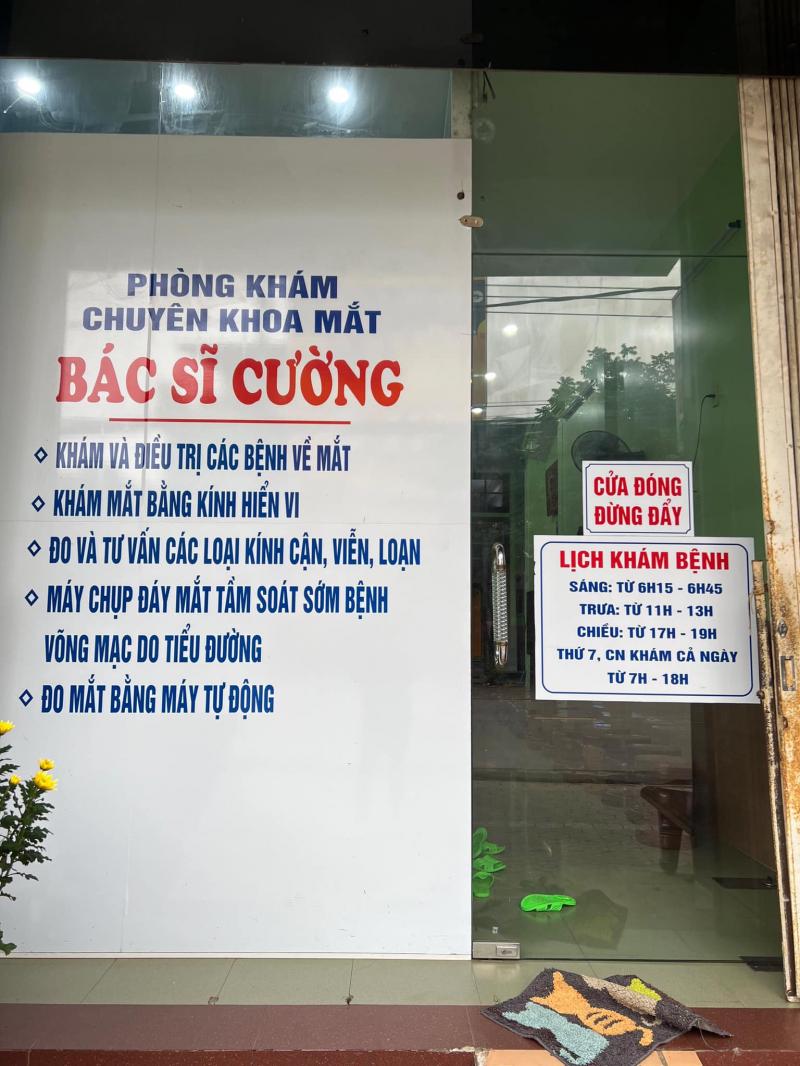 PHÒNG KHÁM
CHUYÊN KHOA MẮT
BÁC SĨ CƯỜNG
KHÁM VÀ ĐIỀU TRỊ CÁC BỆNH VỀ MẮT
KHÁM MẮT BẰNG KÍNH HIỂN VI
ĐO VÀ TƯ VẤN CÁC LOẠI KÍNH CẬN, VIỄN, LOẠN
MÁY CHỤP ĐÁY MẮT TẦM SOÁT SỚM BỆNH
VÕNG MẠC DO TIỂU ĐƯỜNG
ĐO MẮT BẰNG MÁY TỰ ĐỘNG
CỬA ĐÓNG
ĐỪNG ĐẨY
LỊCH KHÁM BỆNH
SÁNG: TỪ 6H15 - 6H45
TRƯA: TỪ 11H - 13H
CHIỀU: TỪ 17H - 19H
THỨ 7, CN KHÁM CẢ NGÀY
TỪ 7H - 18H